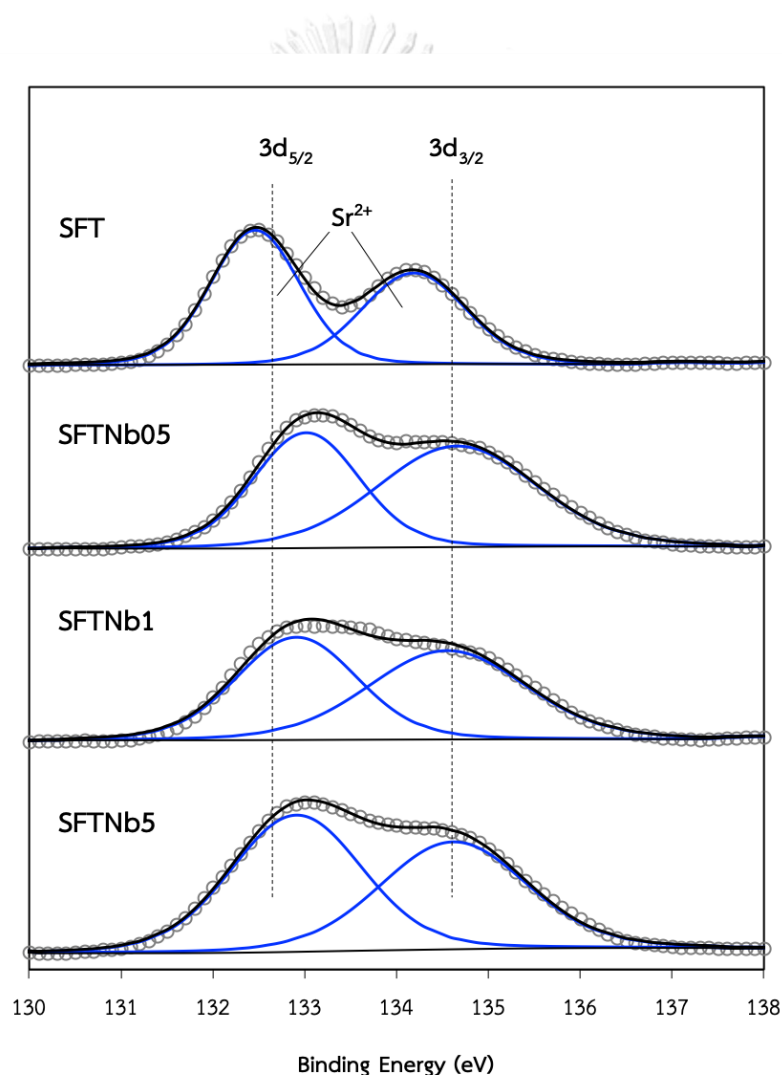 3d5/2 3d3/2
Sr2+
SFT
SFTNb05
SFTNb1
SFTNb5
130 131 132 133 134 135 136 137 138
Binding Energy (eV)